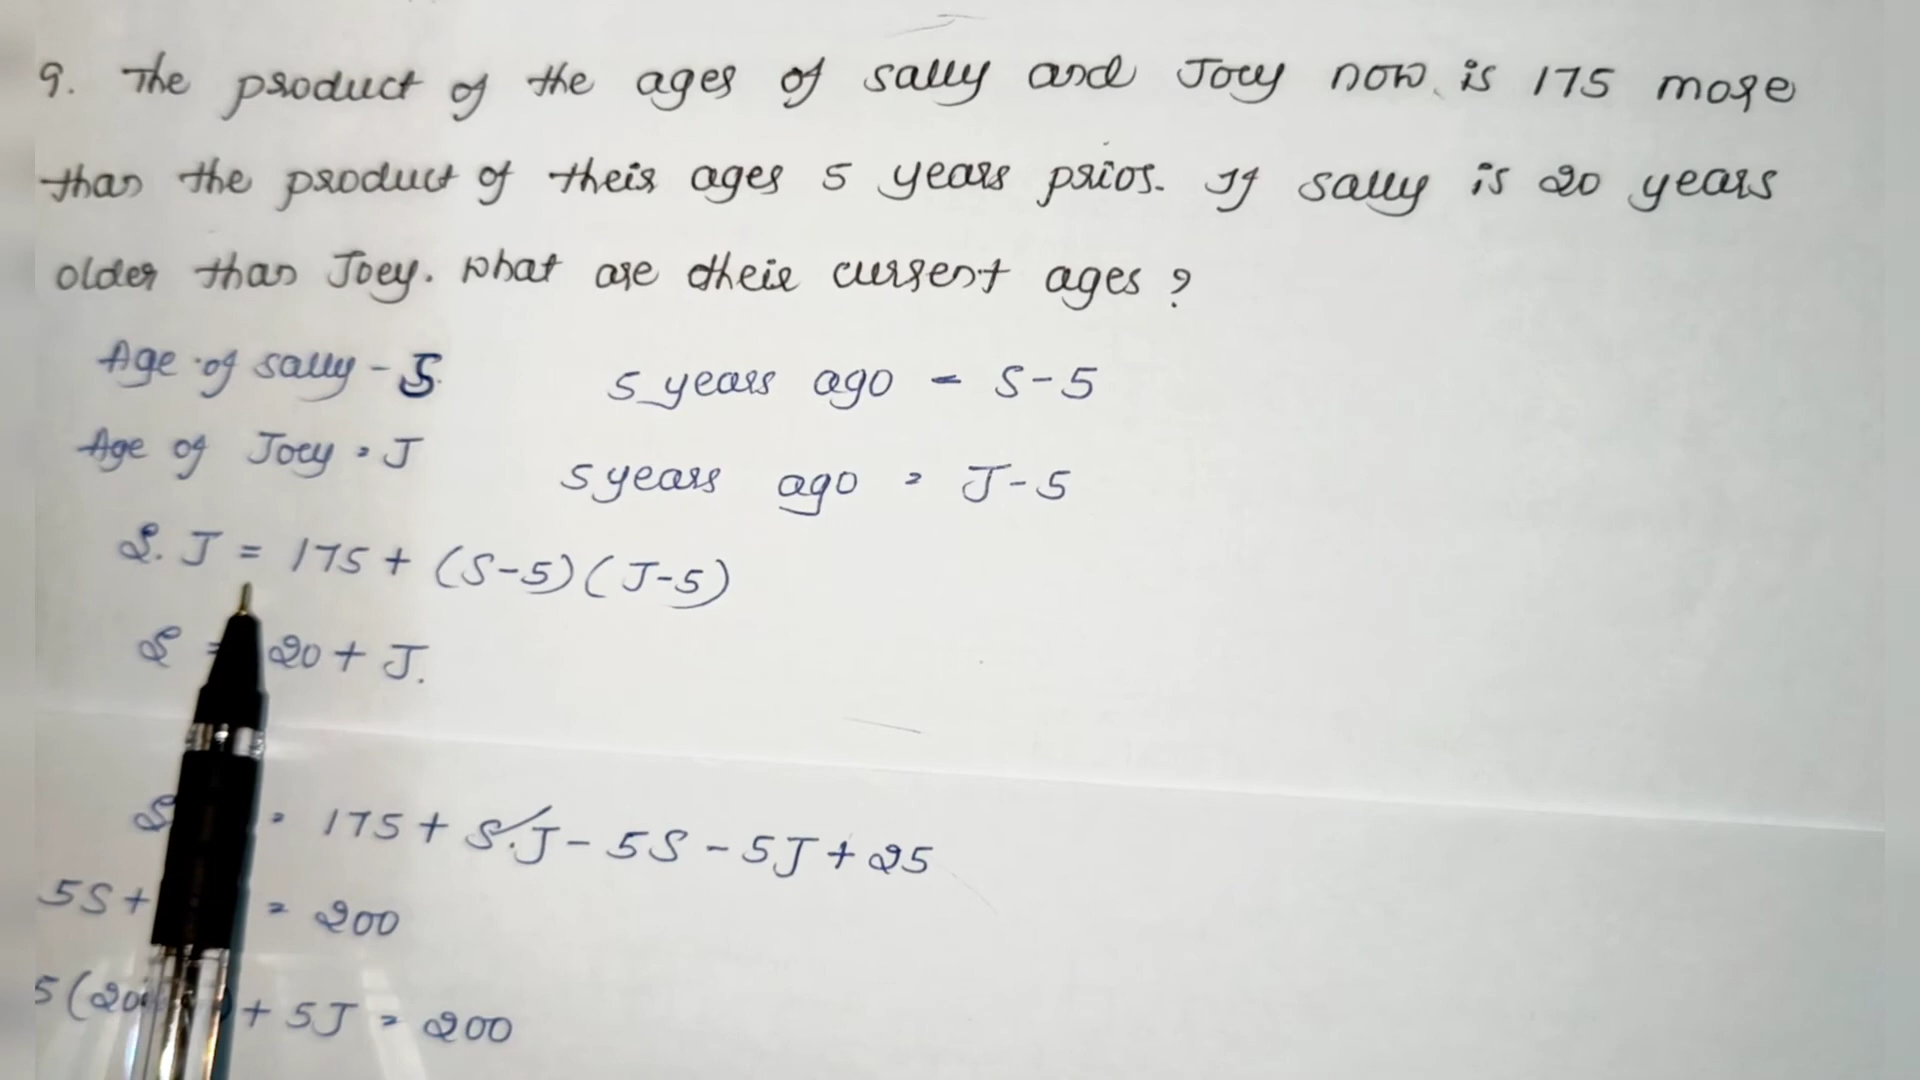 9. The product of the ages of sally and Joey now is 175 more
than the product of their ages 5 years prior. If sally is 20 years
older than Joey. what are their current ages ?
Age of sally - S
5 years ago - S-5
Age of Joey = J
5 years ago = J-5
S. J = 175 + (S-5) ( J-5)
S = 20 + J.
S = 175 + S.J - 5S - 5J + 25
5S + = 200
5(20 ) + 5J = 200